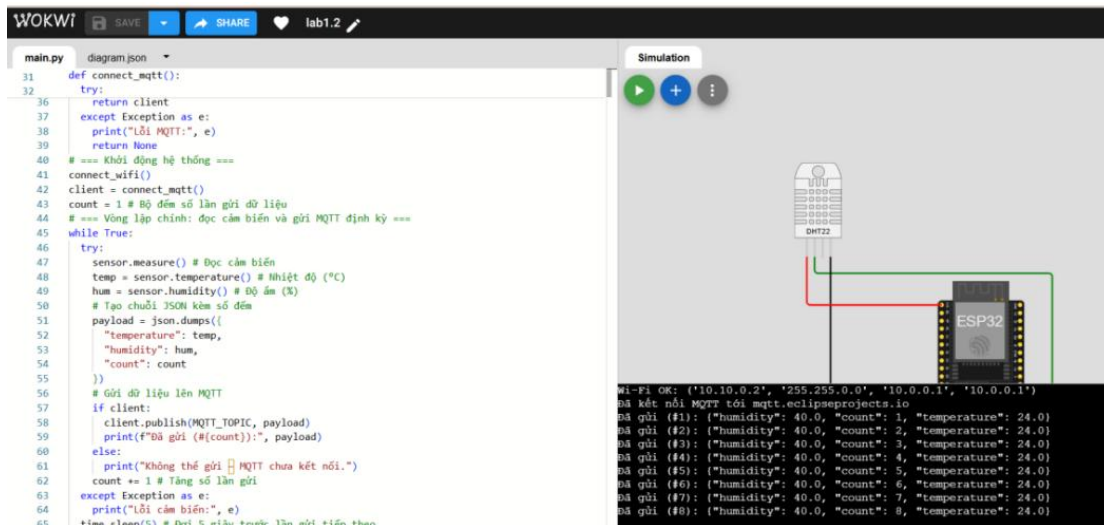 WOKWI SAVE SHARE lab1.2
main.py diagram.json
Simulation
31 def connect_mqtt():
32 try:
36 return client
37 except Exception as e:
38 print("Lỗi MQTT:", e)
39 return None
40 # === Khởi động hệ thống ===
41 connect_wifi()
42 client = connect_mqtt()
43 count = 1 # Bộ đếm số lần gửi dữ liệu
44 # === Vòng lặp chính: đọc cảm biến và gửi MQTT định kỳ ===
45 while True:
46 try:
47 sensor.measure() # Đọc cảm biến
48 temp = sensor.temperature() # Nhiệt độ (°C)
49 hum = sensor.humidity() # Độ ẩm (%)
50 # Tạo chuỗi JSON kèm số đếm
51 payload = json.dumps({
52 "temperature": temp,
53 "humidity": hum,
54 "count": count
55 })
56 # Gửi dữ liệu lên MQTT
57 if client:
58 client.publish(MQTT_TOPIC, payload)
59 print(f"Đã gửi (#{count}):", payload)
60 else:
61 print("Không thể gửi – MQTT chưa kết nối.")
62 count += 1 # Tăng số lần gửi
63 except Exception as e:
64 print("Lỗi cảm biến:", e)
65 time.sleep(5) # Đợi 5 giây trước lần gửi tiếp theo
DHT22
ESP32
Wi-Fi OK: ('10.10.0.2', '255.255.0.0', '10.0.0.1', '10.0.0.1')
Đã kết nối MQTT tới mqtt.eclipseprojects.io
Đã gửi (#1): {"humidity": 40.0, "count": 1, "temperature": 24.0}
Đã gửi (#2): {"humidity": 40.0, "count": 2, "temperature": 24.0}
Đã gửi (#3): {"humidity": 40.0, "count": 3, "temperature": 24.0}
Đã gửi (#4): {"humidity": 40.0, "count": 4, "temperature": 24.0}
Đã gửi (#5): {"humidity": 40.0, "count": 5, "temperature": 24.0}
Đã gửi (#6): {"humidity": 40.0, "count": 6, "temperature": 24.0}
Đã gửi (#7): {"humidity": 40.0, "count": 7, "temperature": 24.0}
Đã gửi (#8): {"humidity": 40.0, "count": 8, "temperature": 24.0}